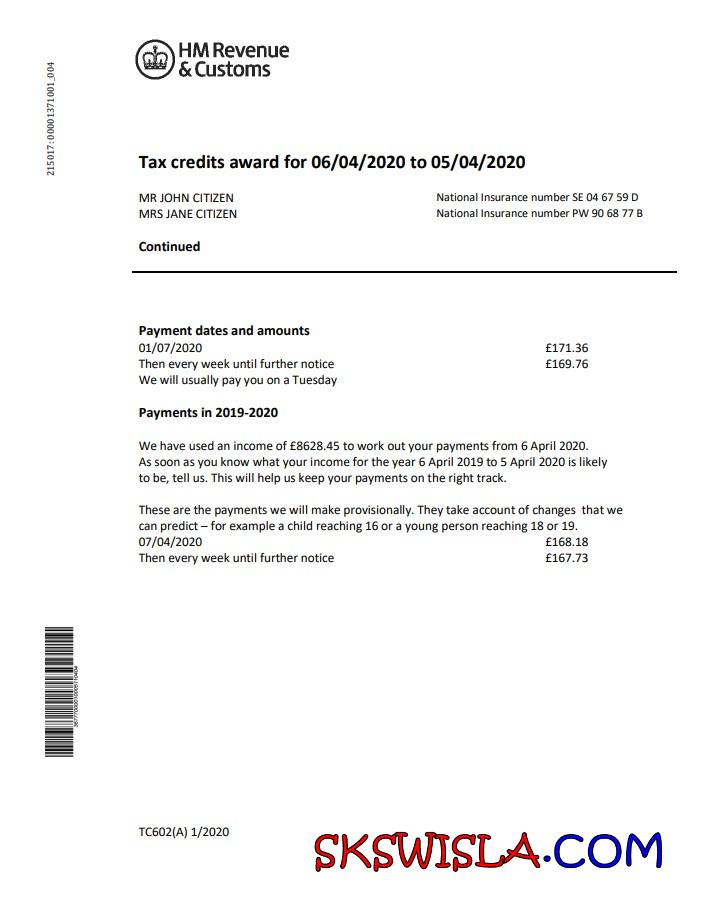 HM Revenue
& Customs
215017:00001371001_004
Tax credits award for 06/04/2020 to 05/04/2020
MR JOHN CITIZEN National Insurance number SE 04 67 59 D
MRS JANE CITIZEN National Insurance number PW 90 68 77 B
Continued
Payment dates and amounts
01/07/2020 £171.36
Then every week until further notice £169.76
We will usually pay you on a Tuesday
Payments in 2019-2020
We have used an income of £8628.45 to work out your payments from 6 April 2020.
As soon as you know what your income for the year 6 April 2019 to 5 April 2020 is likely
to be, tell us. This will help us keep your payments on the right track.
These are the payments we will make provisionally. They take account of changes that we
can predict – for example a child reaching 16 or a young person reaching 18 or 19.
07/04/2020 £168.18
Then every week until further notice £167.73
TC602(A) 1/2020
SKSWISLA.COM